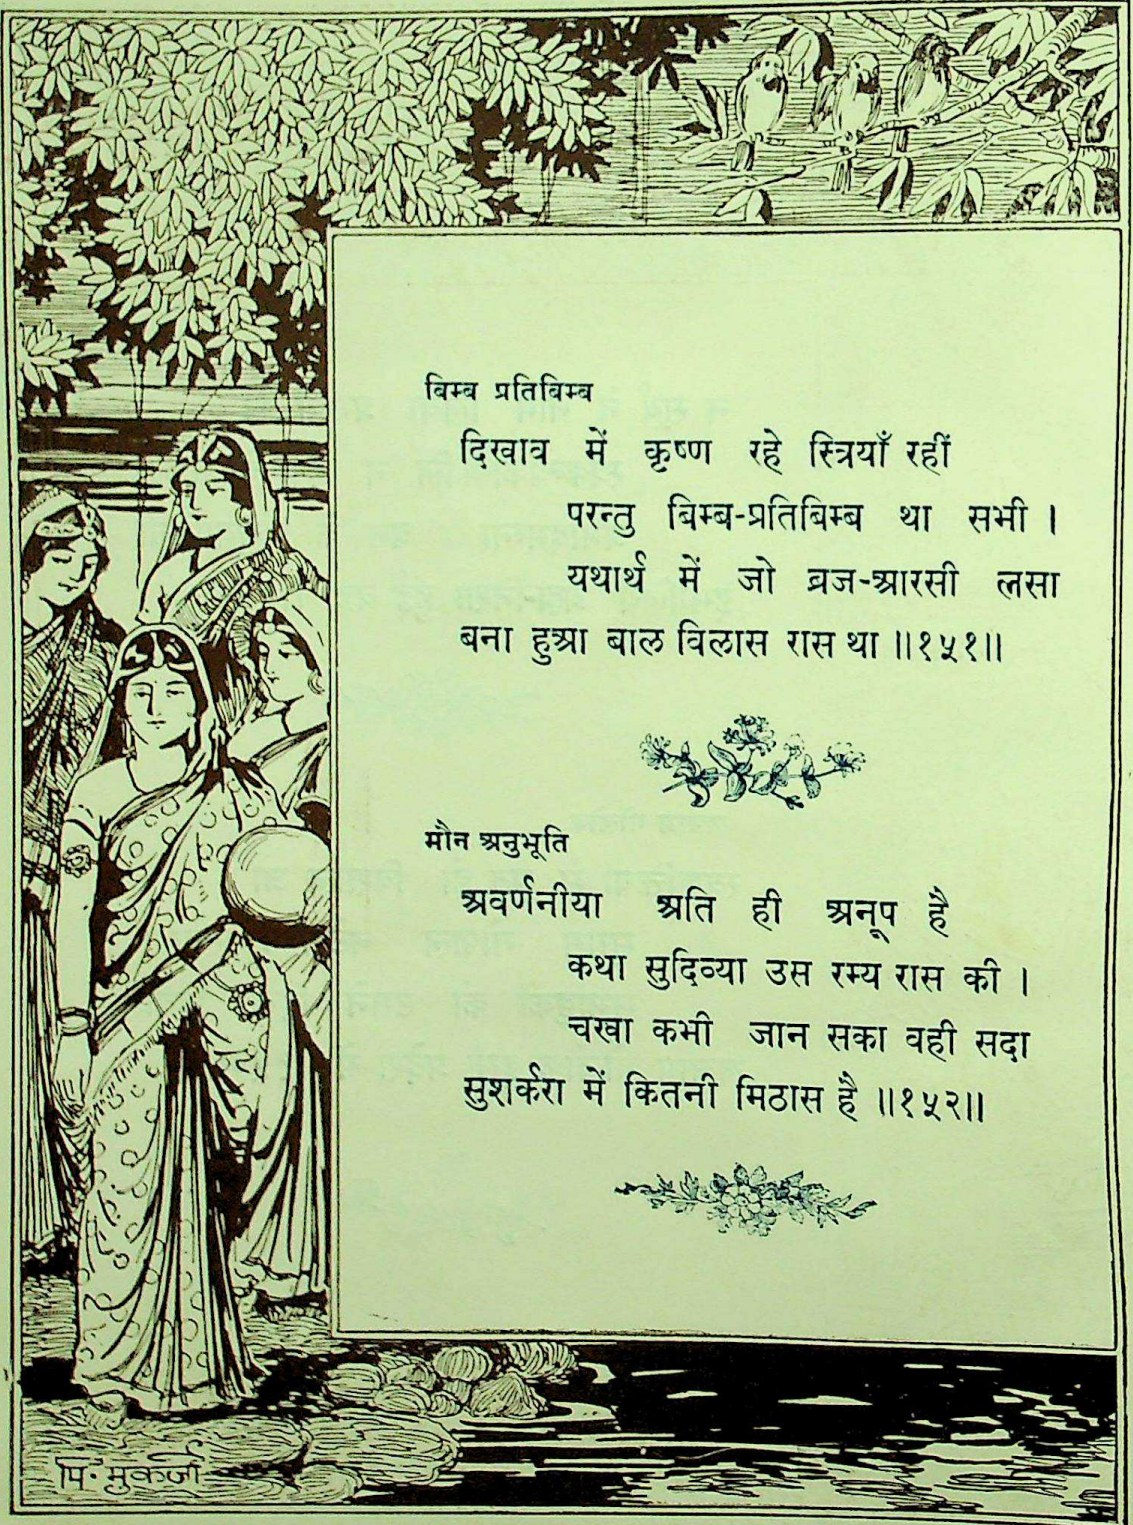 बिम्ब प्रतिबिम्ब
दिखाव में कृष्ण रहे स्त्रियाँ रहीं
परन्तु बिम्ब-प्रतिबिम्ब था सभी ।
यथार्थ में जो व्रज-आरसी लसा
बना हुआ बाल विलास रास था ॥१५१॥
मौन अनुभूति
अवर्णनीया अति ही अनूप है
कथा सुदिव्या उस रम्य रास की ।
चखा कभी जान सका वही सदा
सुशर्करा में कितनी मिठास है ॥१५२॥
पि. मुकर्जी